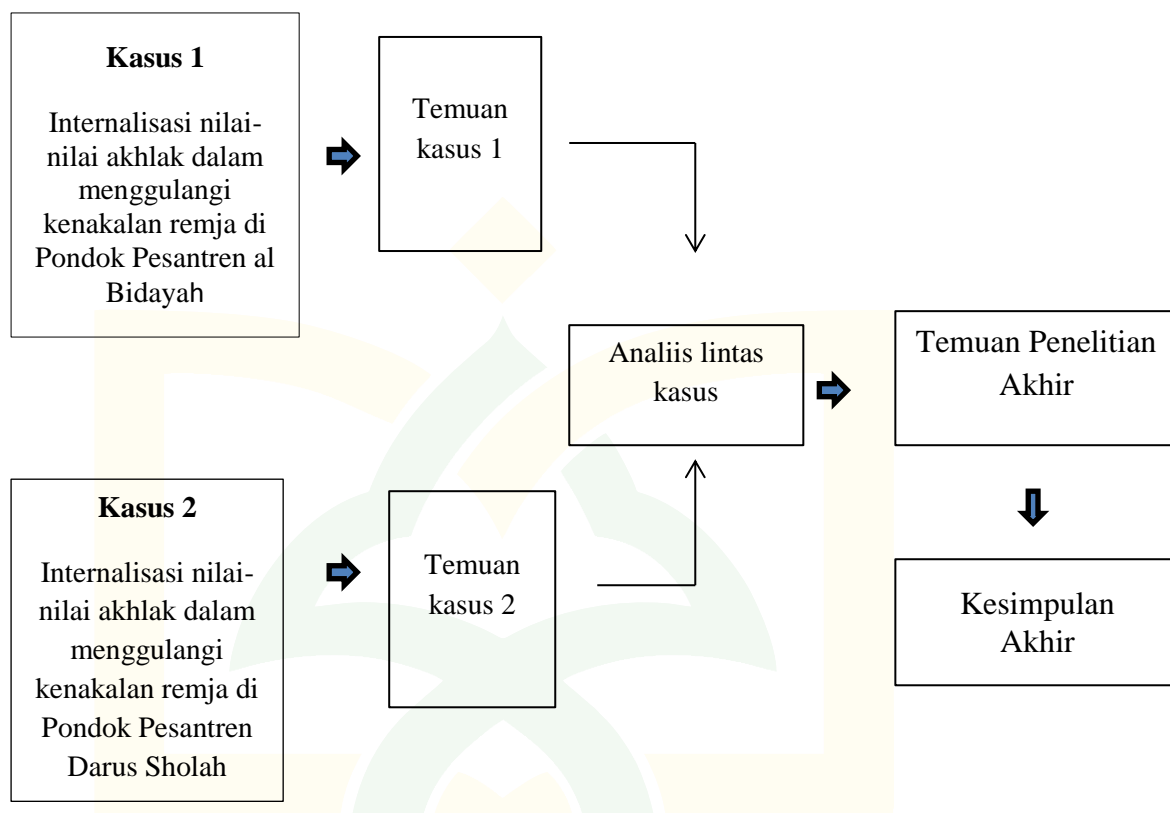 Kasus 1
Internalisasi nilai-
nilai akhlak dalam
menggulangi
kenakalan remja di
Pondok Pesantren al
Bidayah
Temuan
kasus 1
Analiis lintas
kasus
Temuan Penelitian
Akhir
Kasus 2
Internalisasi nilai-
nilai akhlak dalam
menggulangi
kenakalan remja di
Pondok Pesantren
Darus Sholah
Temuan
kasus 2
Kesimpulan
Akhir